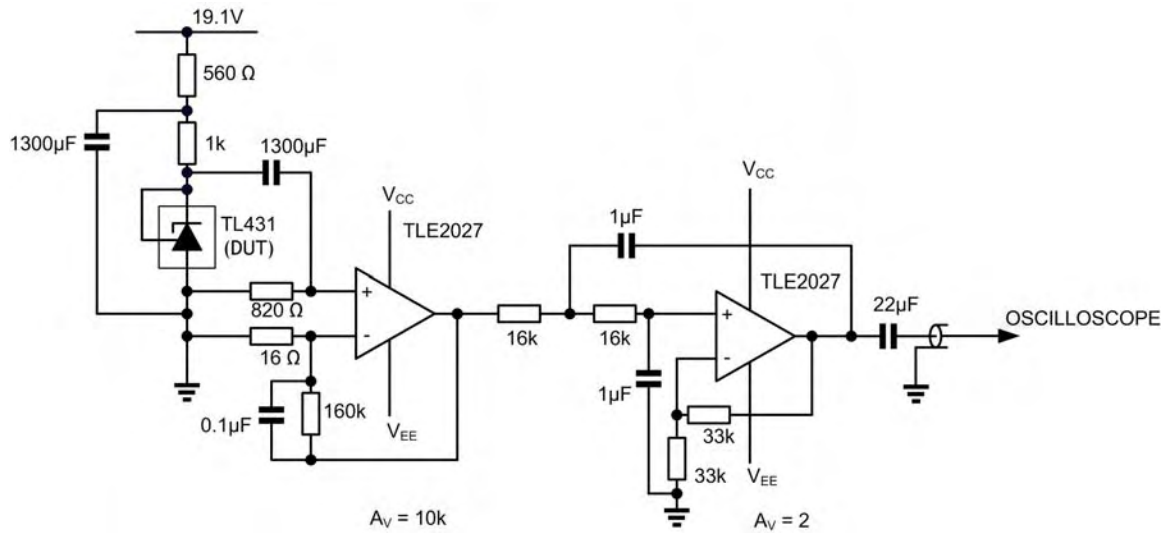 19.1V
560 Ω
1300µF
1k
1300µF
TL431
(DUT)
820 Ω
16 Ω
0.1µF
160k
VCC
TLE2027
+
-
VEE
AV = 10k
16k
16k
1µF
1µF
VCC
TLE2027
+
-
33k
33k
VEE
AV = 2
22µF
OSCILLOSCOPE